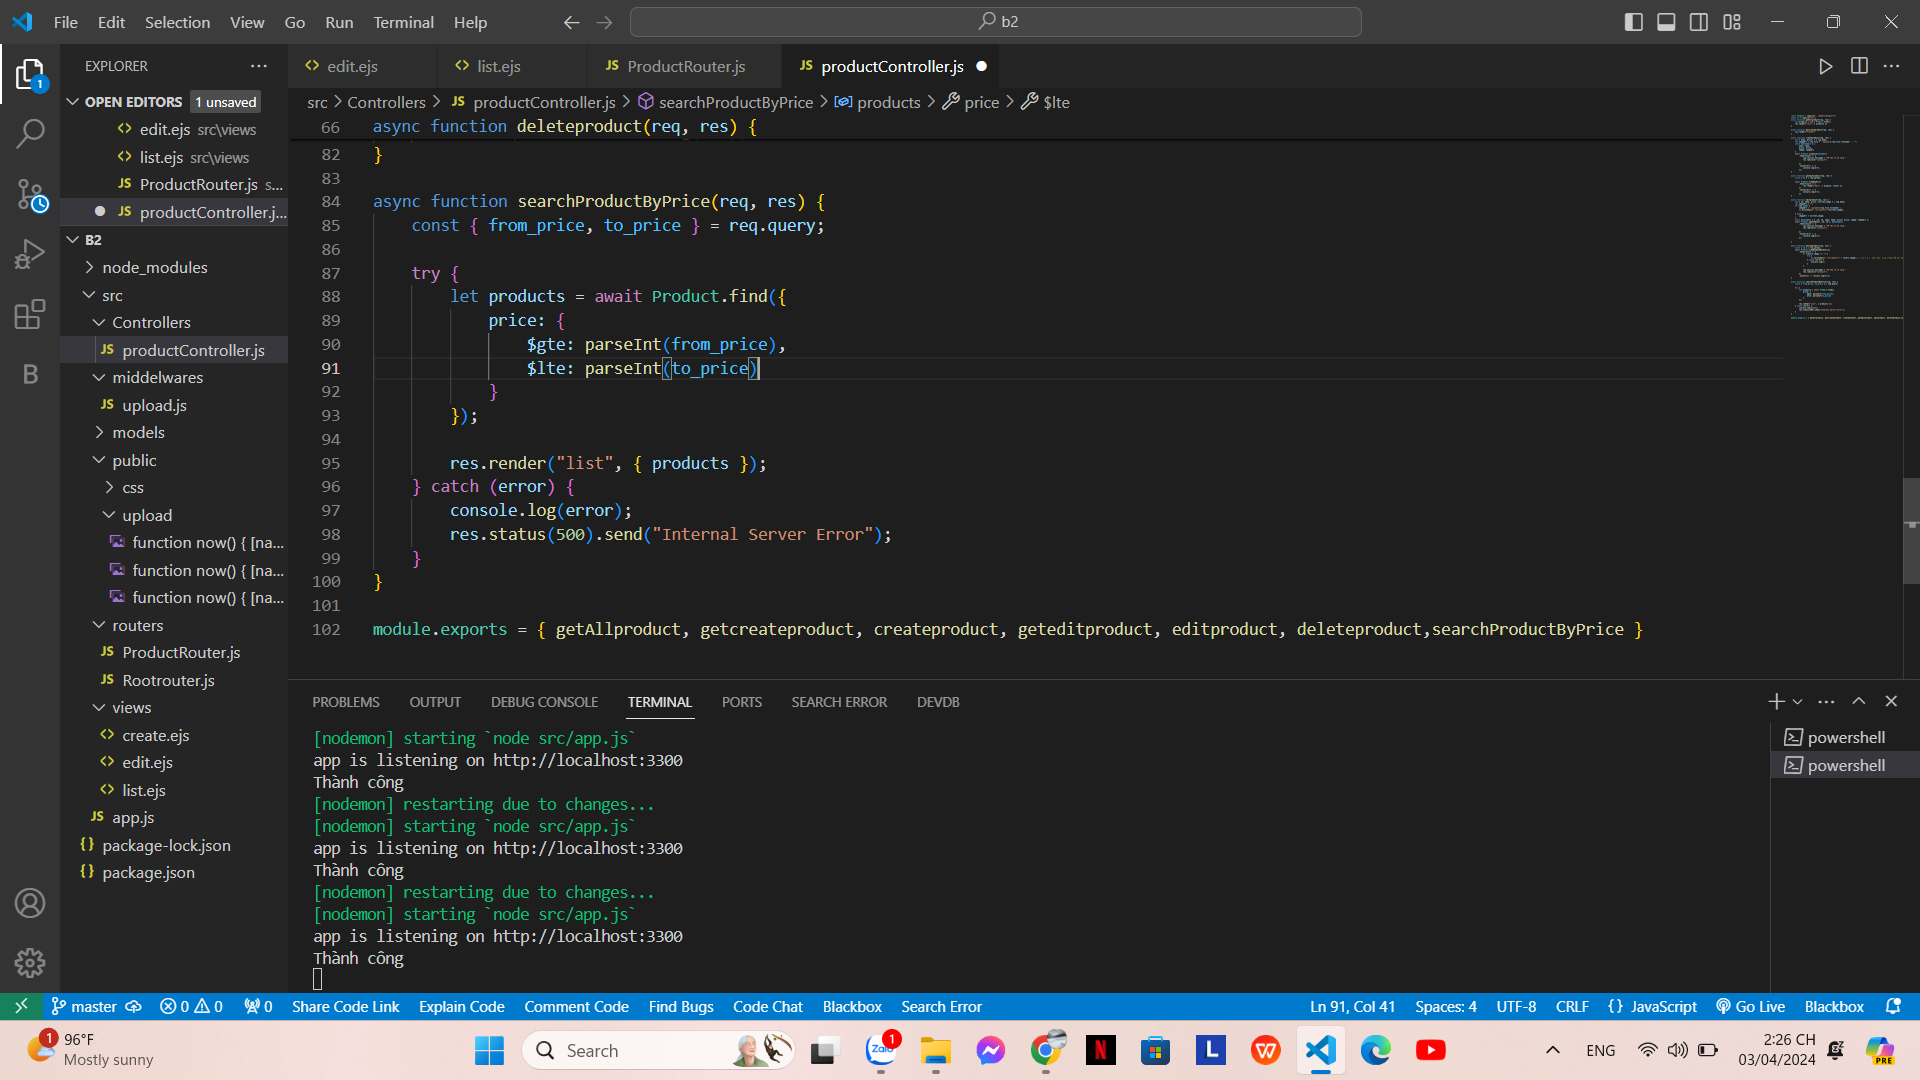 File Edit Selection View Go Run Terminal Help
b2
EXPLORER
OPEN EDITORS 1 unsaved
edit.ejs src\views
list.ejs src\views
ProductRouter.js s...
productController.j...
B2
node_modules
src
Controllers
productController.js
middelwares
upload.js
models
public
css
upload
function now() { [na...
function now() { [na...
function now() { [na...
routers
ProductRouter.js
Rootrouter.js
views
create.ejs
edit.ejs
list.ejs
app.js
package-lock.json
package.json
edit.ejs list.ejs ProductRouter.js productController.js
src > Controllers > JS productController.js > searchProductByPrice > products > price > $lte
66 async function deleteproduct(req, res) {
82 }
83
84 async function searchProductByPrice(req, res) {
85 const { from_price, to_price } = req.query;
86
87 try {
88 let products = await Product.find({
89 price: {
90 $gte: parseInt(from_price),
91 $lte: parseInt(to_price)
92 }
93 });
94
95 res.render("list", { products });
96 } catch (error) {
97 console.log(error);
98 res.status(500).send("Internal Server Error");
99 }
100 }
101
102 module.exports = { getAllproduct, getcreateproduct, createproduct, geteditproduct, editproduct, deleteproduct,searchProductByPrice }
PROBLEMS OUTPUT DEBUG CONSOLE TERMINAL PORTS SEARCH ERROR DEVDB
[nodemon] starting `node src/app.js`
app is listening on http://localhost:3300
Thành công
[nodemon] restarting due to changes...
[nodemon] starting `node src/app.js`
app is listening on http://localhost:3300
Thành công
[nodemon] restarting due to changes...
[nodemon] starting `node src/app.js`
app is listening on http://localhost:3300
Thành công
powershell
powershell
master 0 0 0 Share Code Link Explain Code Comment Code Find Bugs Code Chat Blackbox Search Error Ln 91, Col 41 Spaces: 4 UTF-8 CRLF {} JavaScript Go Live Blackbox
1 96°F
Mostly sunny
Search
Zalo 1
ENG
2:26 CH
03/04/2024
PRE